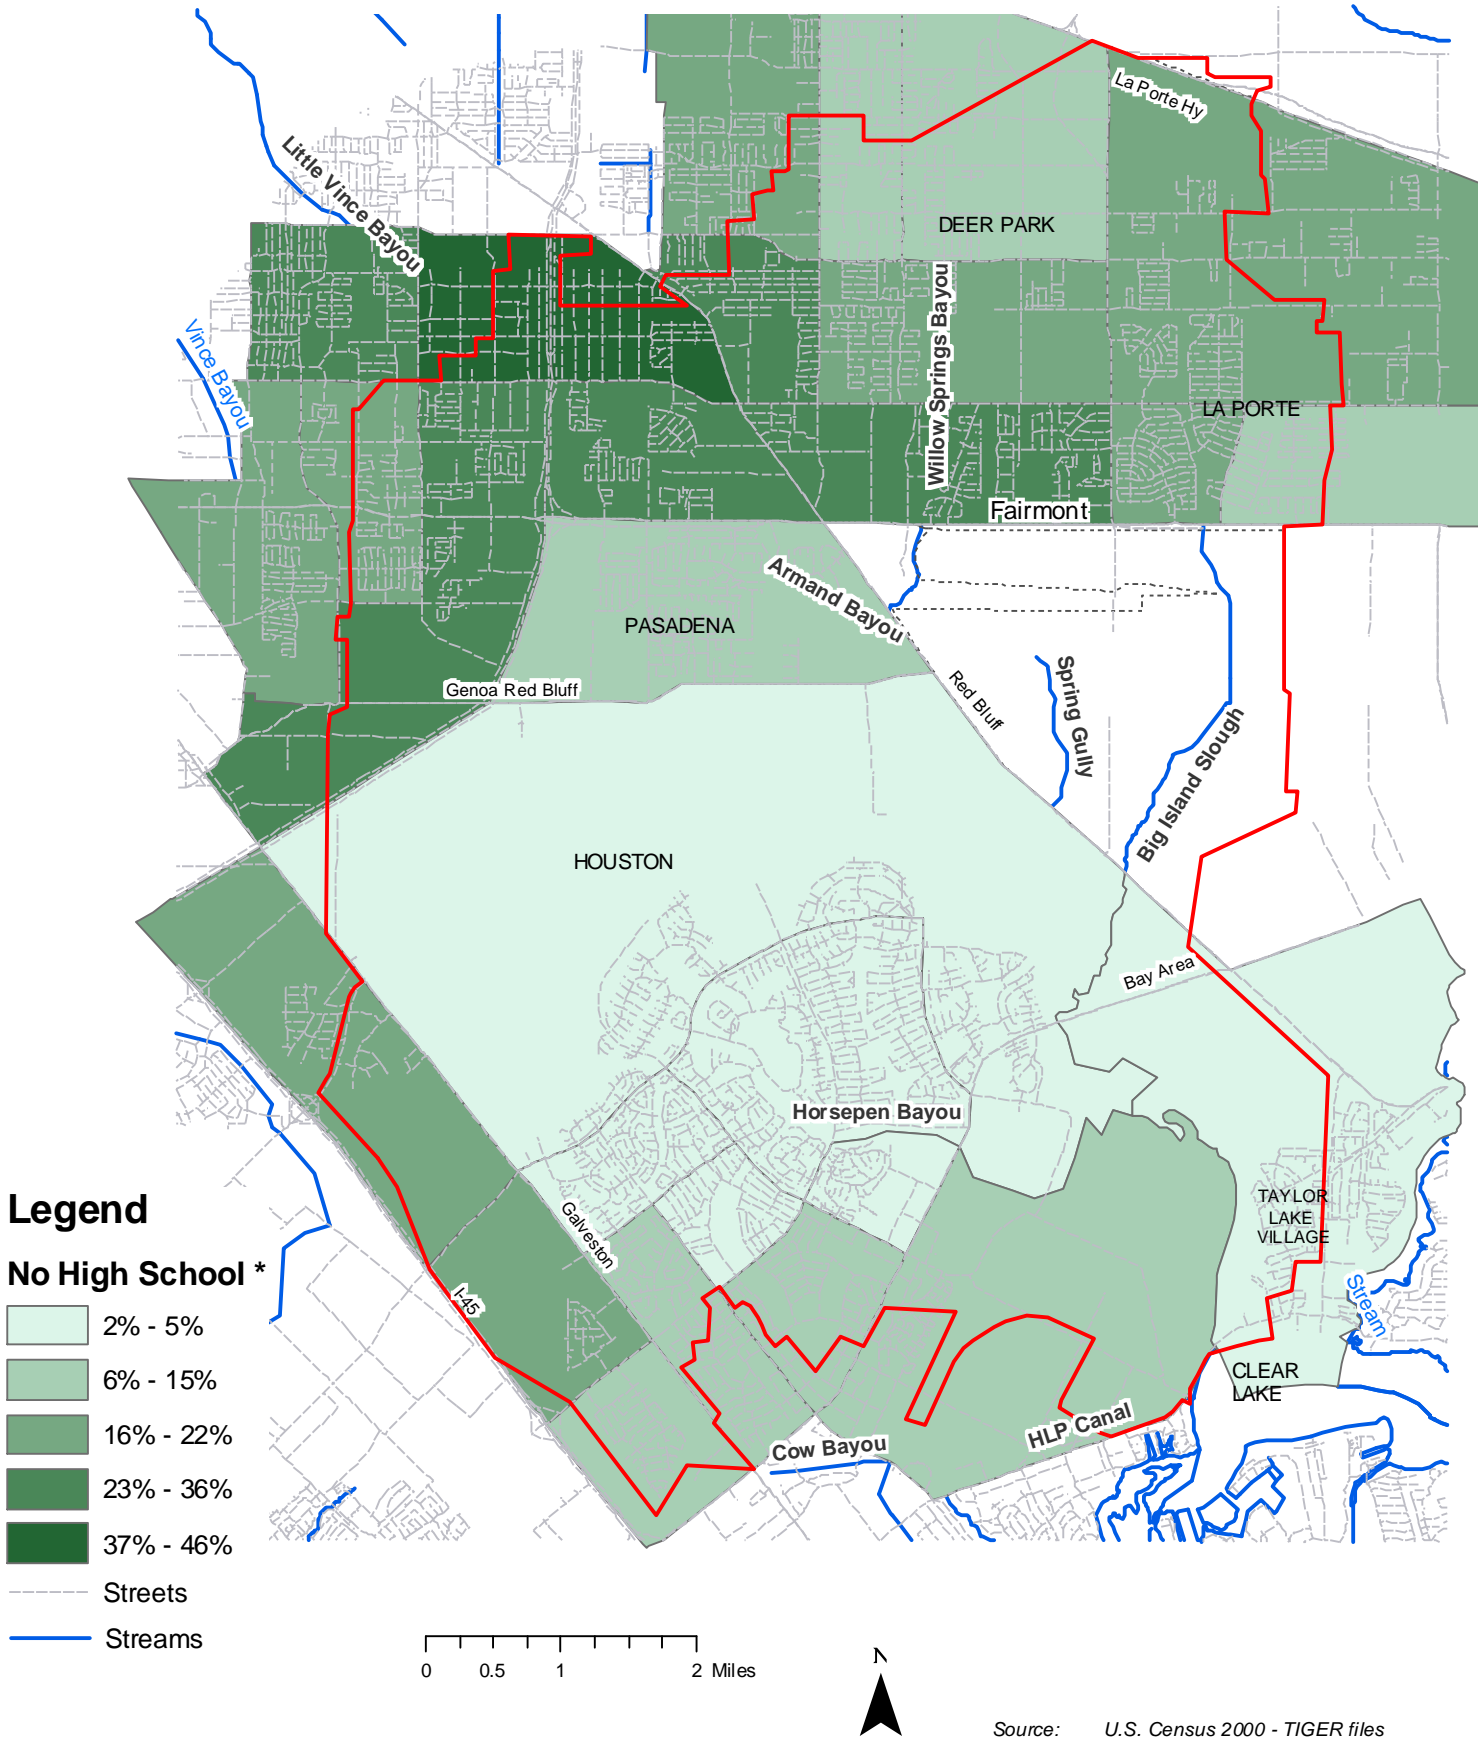 La Porte Hy
Little Vince Bayou
DEER PARK
Willow Springs Bayou
Vince Bayou
LA PORTE
Fairmont
Armand Bayou
PASADENA
Spring Gully
Genoa Red Bluff
Red Bluff
Big Island Slough
HOUSTON
Bay Area
Horsepen Bayou
Galveston
TAYLOR
LAKE
VILLAGE
I-45
Stream
CLEAR
LAKE
HLP Canal
Cow Bayou
Legend
No High School *
2% - 5%
6% - 15%
16% - 22%
23% - 36%
37% - 46%
Streets
Streams
0 0.5 1 2 Miles
N
Source: U.S. Census 2000 - TIGER files